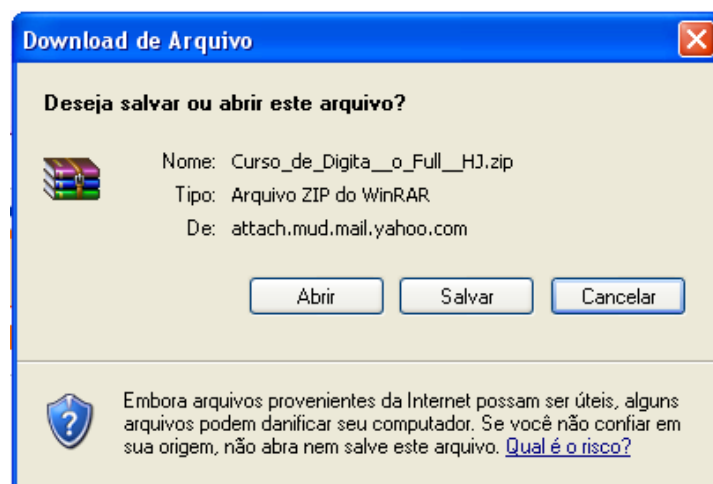 Download de Arquivo
Deseja salvar ou abrir este arquivo?
Nome: Curso_de_Digita__o_Full__HJ.zip
Tipo: Arquivo ZIP do WinRAR
De: attach.mud.mail.yahoo.com
Abrir Salvar Cancelar
Embora arquivos provenientes da Internet possam ser úteis, alguns
arquivos podem danificar seu computador. Se você não confiar em
sua origem, não abra nem salve este arquivo. Qual é o risco?